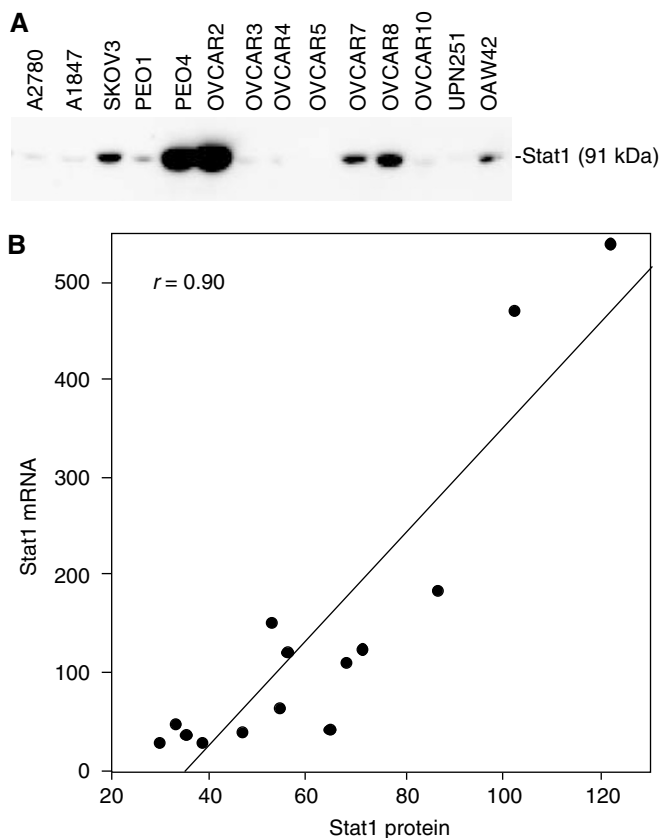 A
A2780
A1847
SKOV3
PEO1
PEO4
OVCAR2
OVCAR3
OVCAR4
OVCAR5
OVCAR7
OVCAR8
OVCAR10
UPN251
OAW42
-Stat1 (91 kDa)
B
r = 0.90
500
400
300
200
100
0
Stat1 mRNA
20
40
60
80
100
120
Stat1 protein